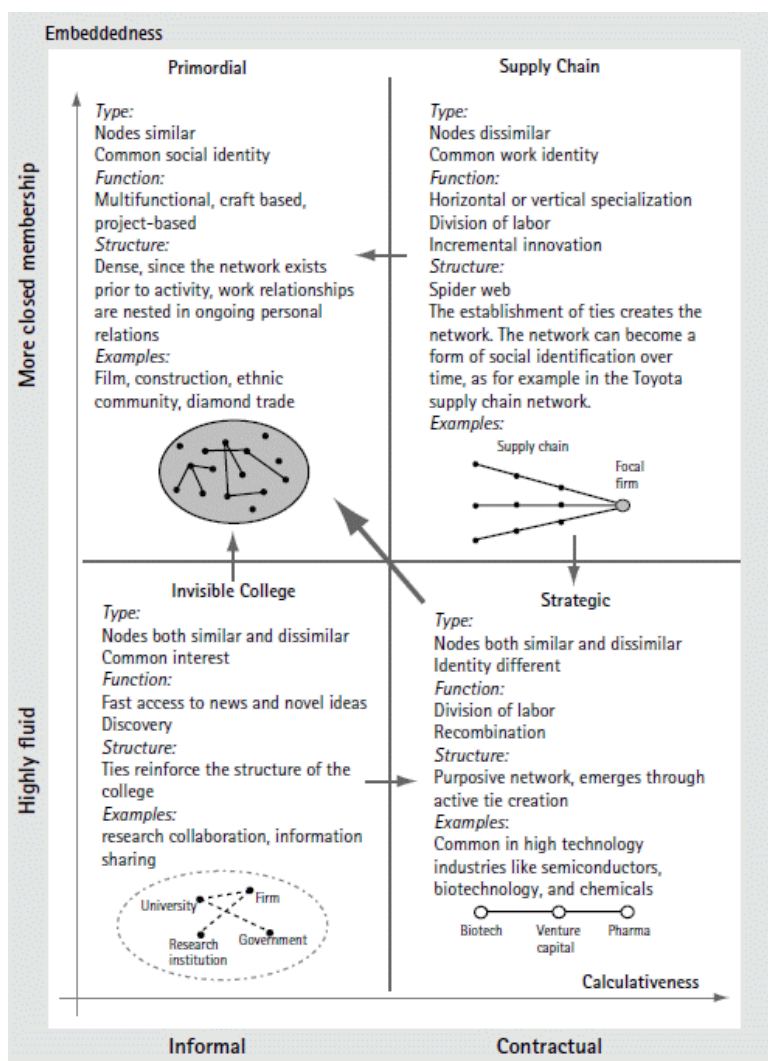 Embeddedness
Primordial
Type:
Nodes similar
Common social identity
Function:
Multifunctional, craft based,
project-based
Structure:
Dense, since the network exists
prior to activity, work relationships
are nested in ongoing personal
relations
Examples:
Film, construction, ethnic
community, diamond trade
Supply Chain
Type:
Nodes dissimilar
Common work identity
Function:
Horizontal or vertical specialization
Division of labor
Incremental innovation
Structure:
Spider web
The establishment of ties creates the
network. The network can become a
form of social identification over
time, as for example in the Toyota
supply chain network.
Examples:
Supply chain
Focal
firm
More closed membership
Invisible College
Type:
Nodes both similar and dissimilar
Common interest
Function:
Fast access to news and novel ideas
Discovery
Structure:
Ties reinforce the structure of the
college
Examples:
research collaboration, information
sharing
University
Firm
Research
institution
Government
Strategic
Type:
Nodes both similar and dissimilar
Identity different
Function:
Division of labor
Recombination
Structure:
Purposive network, emerges through
active tie creation
Examples:
Common in high technology
industries like semiconductors,
biotechnology, and chemicals
Biotech
Venture
capital
Pharma
Highly fluid
Calculativeness
Informal
Contractual